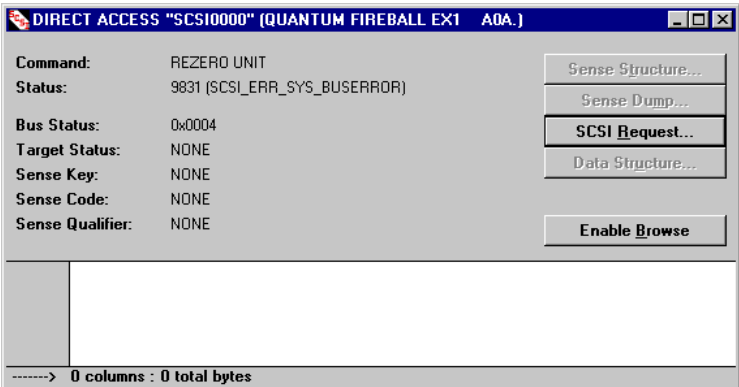 DIRECT ACCESS "SCSI0000" (QUANTUM FIREBALL EX1 A0A.)
Command: REZERO UNIT
Status: 9831 (SCSI_ERR_SYS_BUSERROR)
Bus Status: 0x0004
Target Status: NONE
Sense Key: NONE
Sense Code: NONE
Sense Qualifier: NONE
Sense Structure...
Sense Dump...
SCSI Request...
Data Structure...
Enable Browse
-------> 0 columns : 0 total bytes